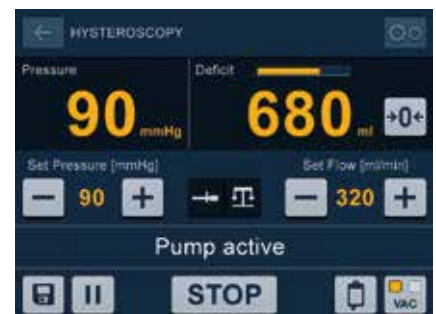 HYSTEROSCOPY
Pressure
Deficit
90 mmHg
680 ml
→0←
Set Pressure [mmHg]
Set Flow [ml/min]
− 90 +
− 320 +
Pump active
STOP
VAC